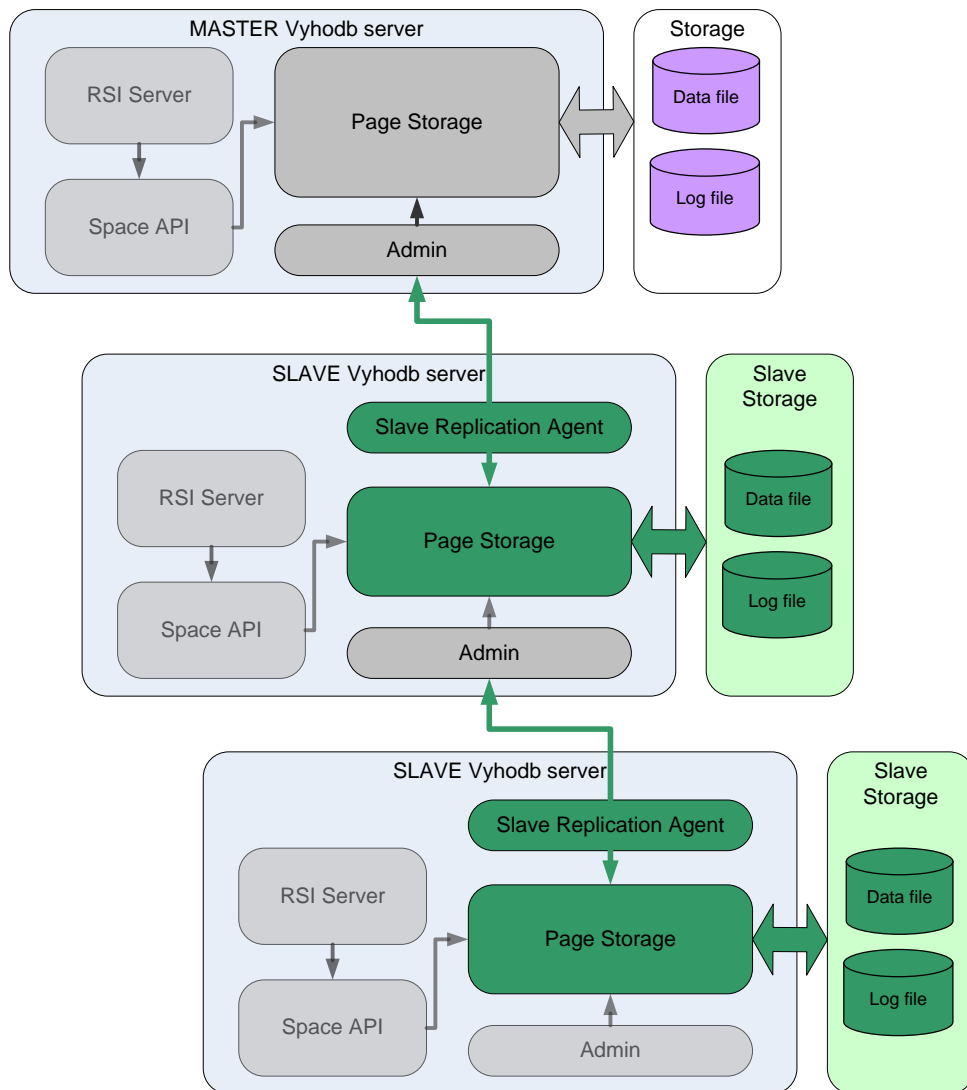 MASTER Vyhodb server
Storage
RSI Server
Page Storage
Data file
Space API
Log file
Admin
SLAVE Vyhodb server
Slave
Storage
Slave Replication Agent
RSI Server
Page Storage
Data file
Space API
Log file
Admin
SLAVE Vyhodb server
Slave
Storage
Slave Replication Agent
RSI Server
Page Storage
Data file
Space API
Log file
Admin